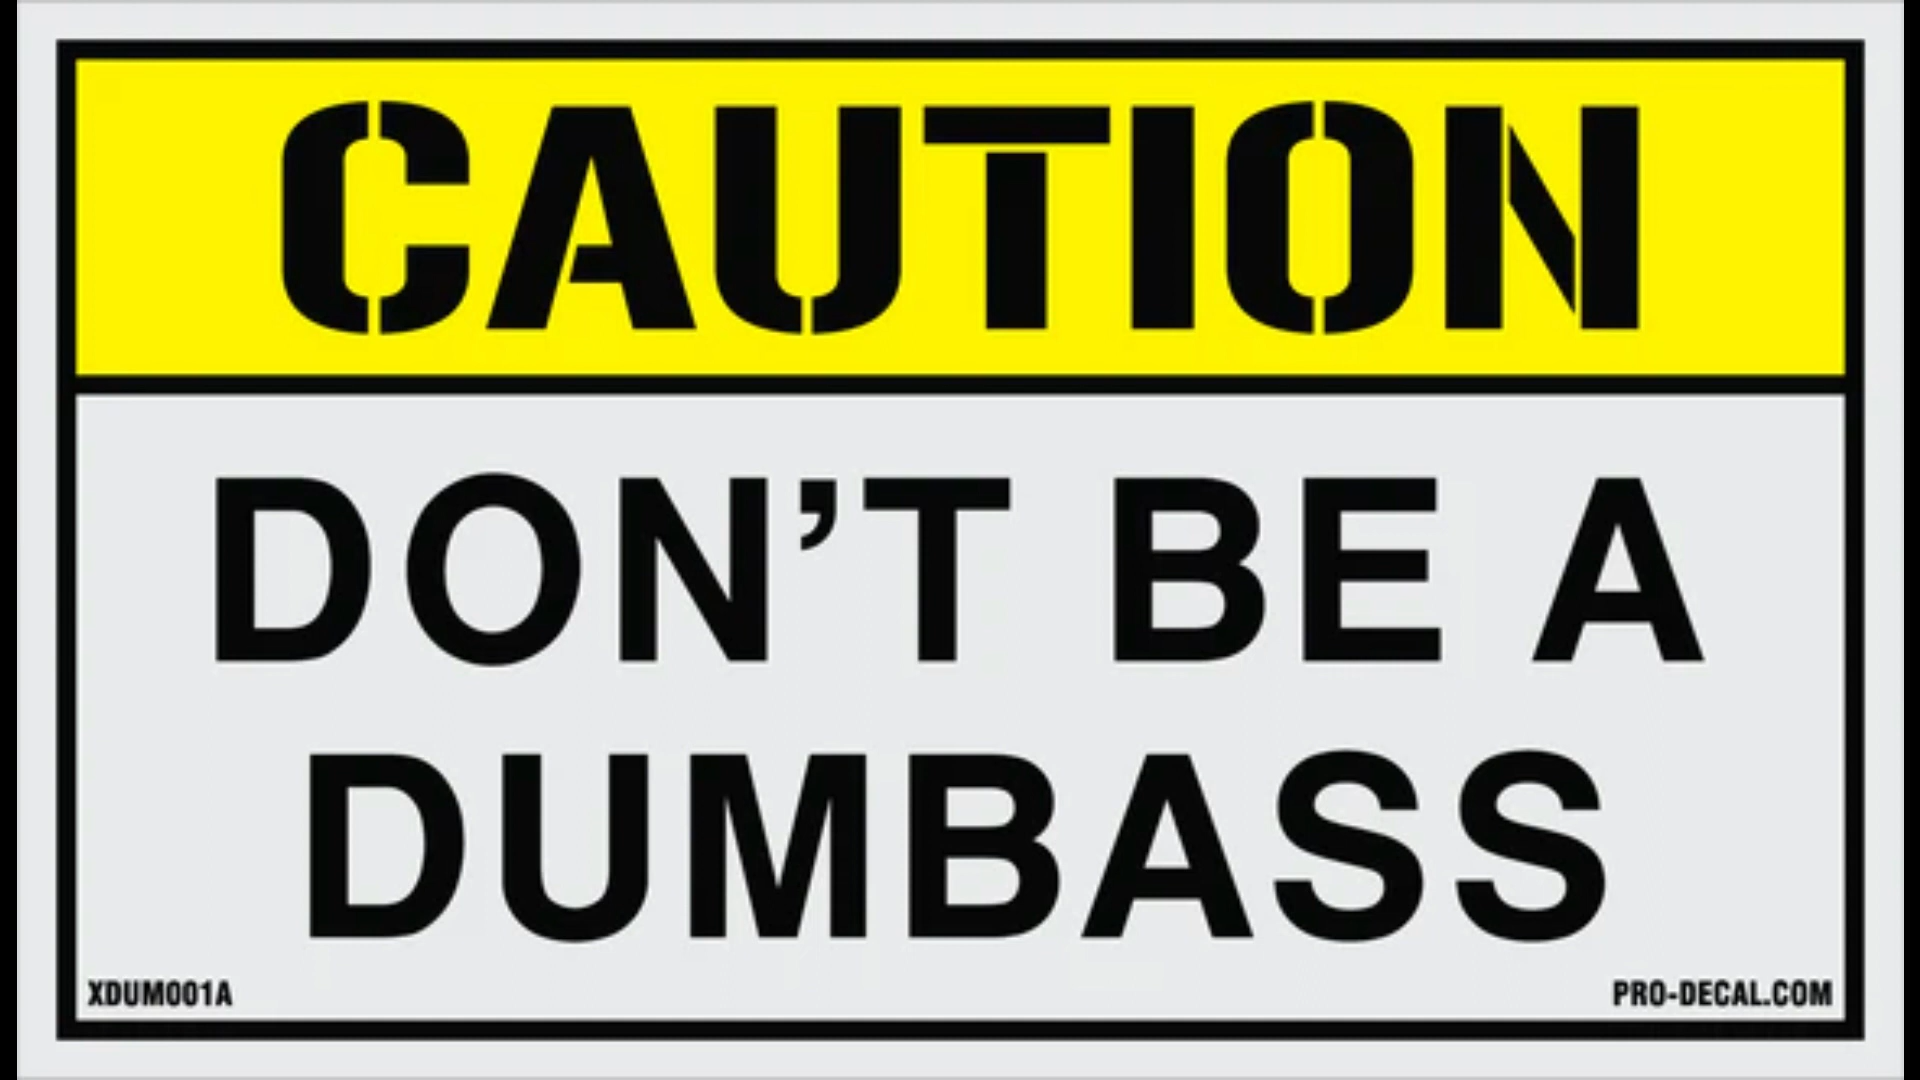 CAUTION
DON’T BE A
DUMBASS
XDUM001A
PRO-DECAL.COM